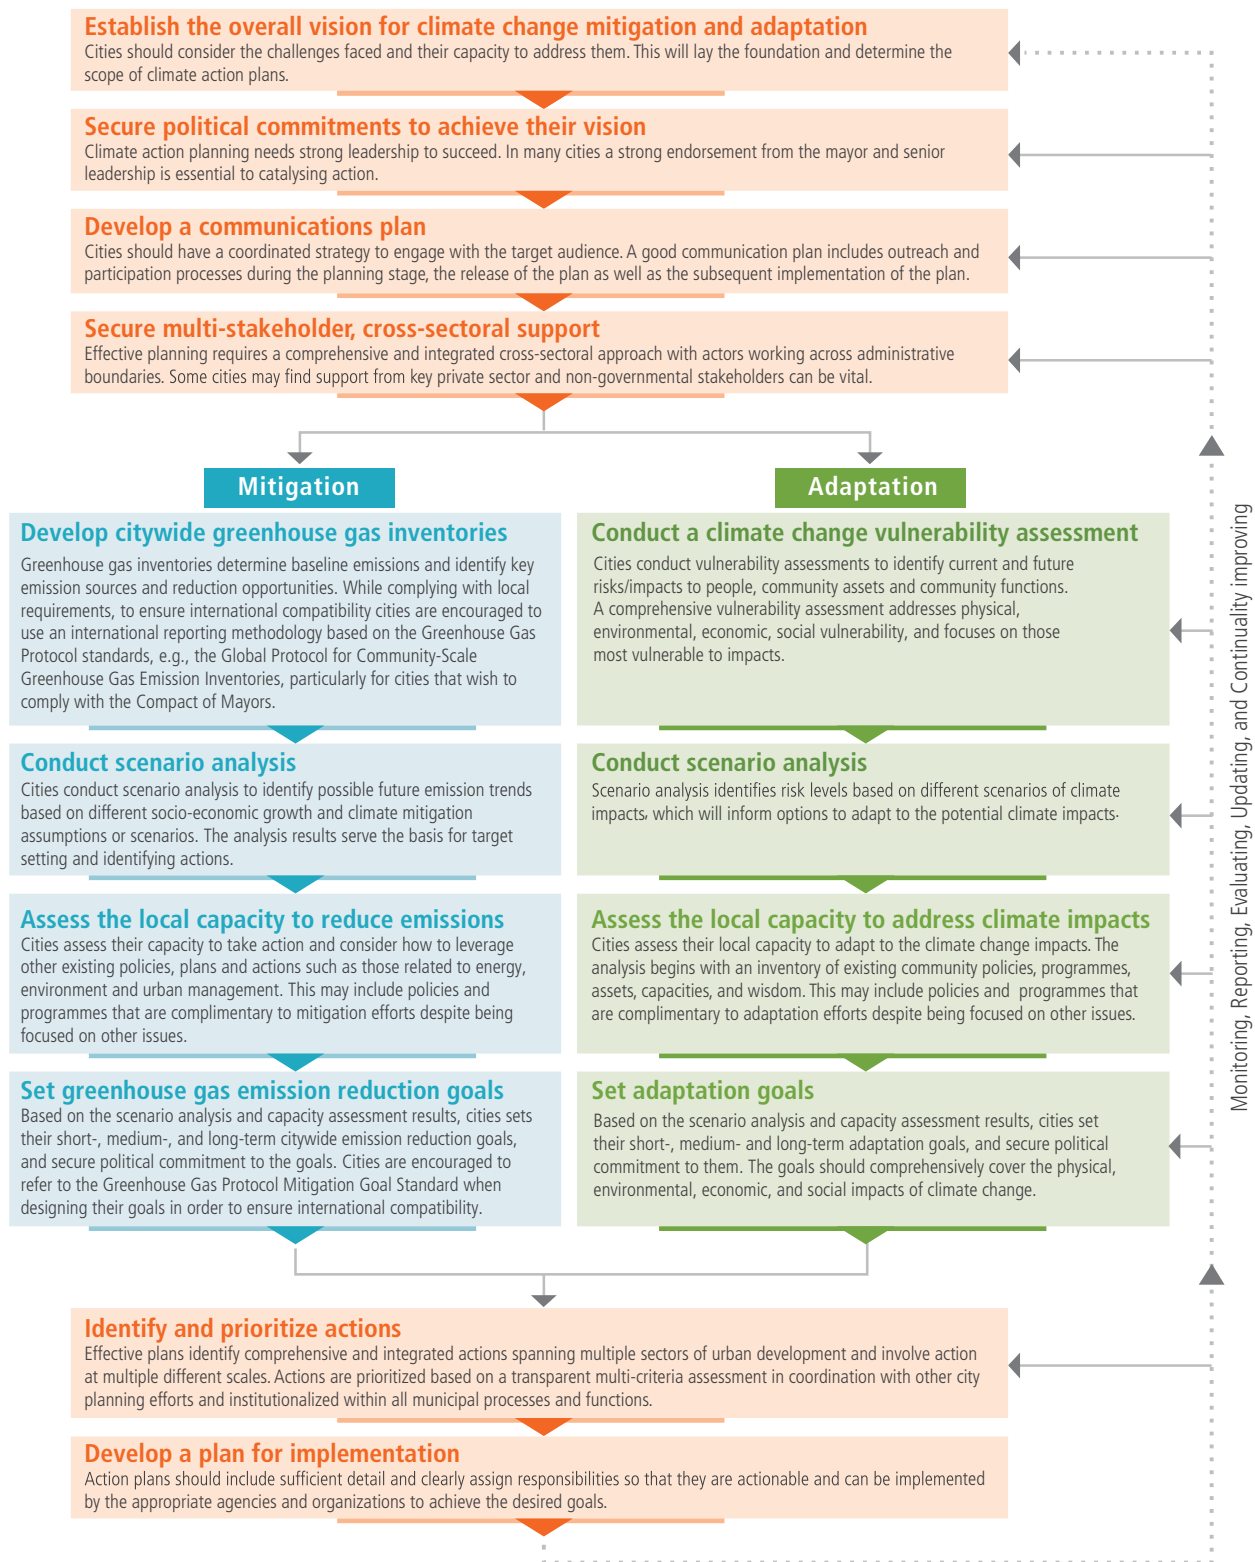 Establish the overall vision for climate change mitigation and adaptation
Cities should consider the challenges faced and their capacity to address them. This will lay the foundation and determine the
scope of climate action plans.
Secure political commitments to achieve their vision
Climate action planning needs strong leadership to succeed. In many cities a strong endorsement from the mayor and senior
leadership is essential to catalysing action.
Develop a communications plan
Cities should have a coordinated strategy to engage with the target audience. A good communication plan includes outreach and
participation processes during the planning stage, the release of the plan as well as the subsequent implementation of the plan.
Secure multi-stakeholder, cross-sectoral support
Effective planning requires a comprehensive and integrated cross-sectoral approach with actors working across administrative
boundaries. Some cities may find support from key private sector and non-governmental stakeholders can be vital.
Mitigation
Develop citywide greenhouse gas inventories
Greenhouse gas inventories determine baseline emissions and identify key
emission sources and reduction opportunities. While complying with local
requirements, to ensure international compatibility cities are encouraged to
use an international reporting methodology based on the Greenhouse Gas
Protocol standards, e.g., the Global Protocol for Community-Scale
Greenhouse Gas Emission Inventories, particularly for cities that wish to
comply with the Compact of Mayors.
Conduct scenario analysis
Cities conduct scenario analysis to identify possible future emission trends
based on different socio-economic growth and climate mitigation
assumptions or scenarios. The analysis results serve the basis for target
setting and identifying actions.
Assess the local capacity to reduce emissions
Cities assess their capacity to take action and consider how to leverage
other existing policies, plans and actions such as those related to energy,
environment and urban management. This may include policies and
programmes that are complimentary to mitigation efforts despite being
focused on other issues.
Set greenhouse gas emission reduction goals
Based on the scenario analysis and capacity assessment results, cities sets
their short-, medium-, and long-term citywide emission reduction goals,
and secure political commitment to the goals. Cities are encouraged to
refer to the Greenhouse Gas Protocol Mitigation Goal Standard when
designing their goals in order to ensure international compatibility.
Adaptation
Conduct a climate change vulnerability assessment
Cities conduct vulnerability assessments to identify current and future
risks/impacts to people, community assets and community functions.
A comprehensive vulnerability assessment addresses physical,
environmental, economic, social vulnerability, and focuses on those
most vulnerable to impacts.
Conduct scenario analysis
Scenario analysis identifies risk levels based on different scenarios of climate
impacts, which will inform options to adapt to the potential climate impacts.
Assess the local capacity to address climate impacts
Cities assess their local capacity to adapt to the climate change impacts. The
analysis begins with an inventory of existing community policies, programmes,
assets, capacities, and wisdom. This may include policies and programmes that
are complimentary to adaptation efforts despite being focused on other issues.
Set adaptation goals
Based on the scenario analysis and capacity assessment results, cities set
their short-, medium- and long-term adaptation goals, and secure political
commitment to them. The goals should comprehensively cover the physical,
environmental, economic, and social impacts of climate change.
Identify and prioritize actions
Effective plans identify comprehensive and integrated actions spanning multiple sectors of urban development and involve action
at multiple different scales. Actions are prioritized based on a transparent multi-criteria assessment in coordination with other city
planning efforts and institutionalized within all municipal processes and functions.
Develop a plan for implementation
Action plans should include sufficient detail and clearly assign responsibilities so that they are actionable and can be implemented
by the appropriate agencies and organizations to achieve the desired goals.
Monitoring, Reporting, Evaluating, Updating, and Continuality improving